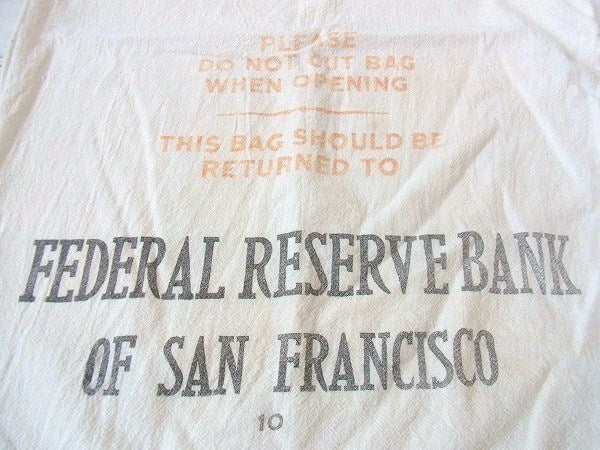 PLEASE
DO NOT CUT BAG
WHEN OPENING
THIS BAG SHOULD BE
RETURNED TO
FEDERAL RESERVE BANK
OF SAN FRANCISCO
10